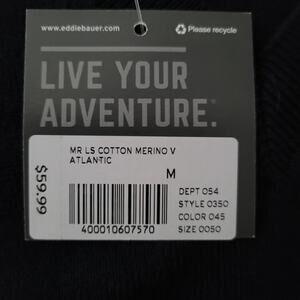 www.eddiebauer.com
Please recycle
LIVE YOUR
ADVENTURE.
$59.99
MR LS COTTON MERINO V
ATLANTIC
M
DEPT 054
STYLE 0350
COLOR 045
SIZE 0050
400010607570